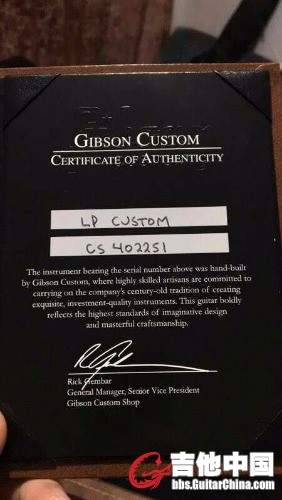 GIBSON CUSTOM
CERTIFICATE OF AUTHENTICITY
LP CUSTOM
CS 402251
The instrument bearing the serial number above was hand-built
by Gibson Custom, where highly skilled artisans are committed to
carrying on the company's century-old tradition of creating
exquisite, investment-quality instruments. This guitar boldly
reflects the highest standards of imaginative design
and masterful craftsmanship.
Rick Gembar
General Manager, Senior Vice President
Gibson Custom Shop
吉他中国
bbs.GuitarChina.com